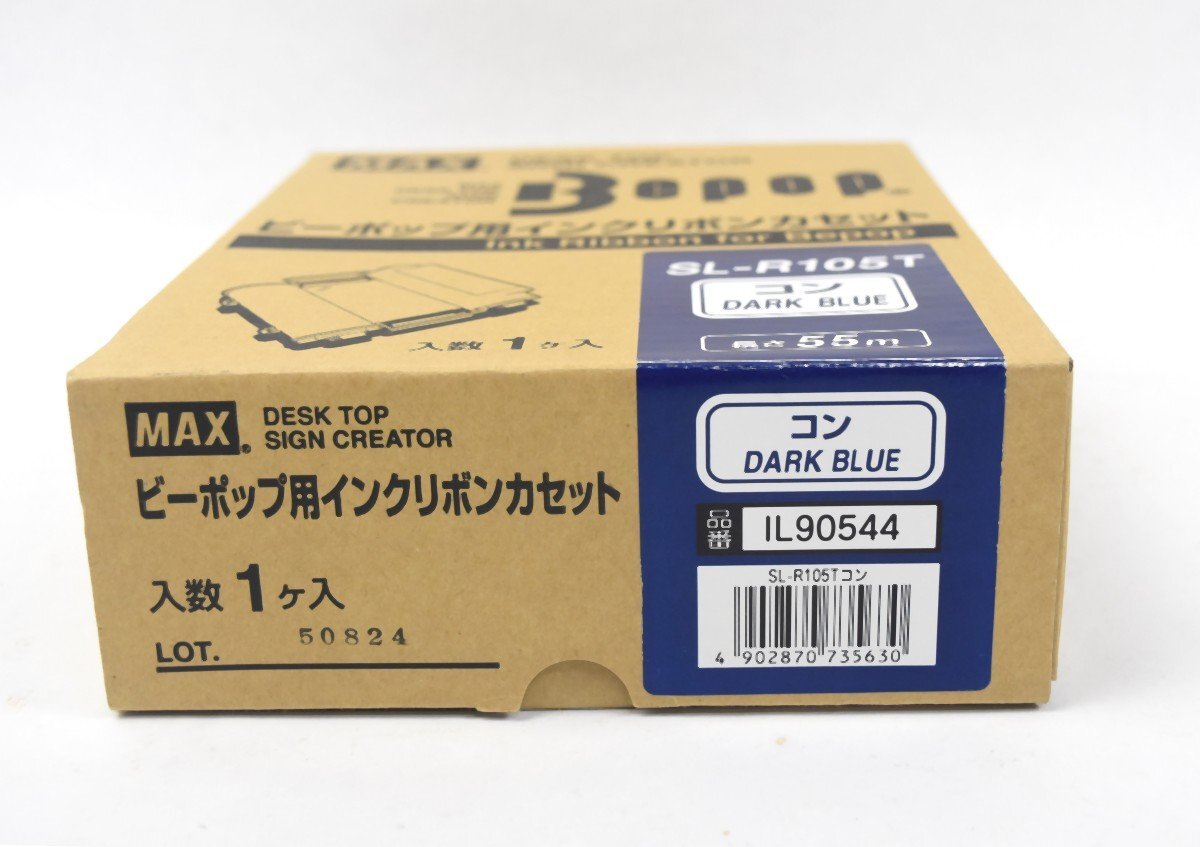 MAX
Bepop
ビーポップ用インクリボンカセット
Ink Ribbon for Bepop
SL-R105T
コン
DARK BLUE
長さ 55m
入数 1ヶ入
MAX®
DESK TOP
SIGN CREATOR
ビーポップ用インクリボンカセット
入数 1ヶ入
LOT. 50824
コン
DARK BLUE
品番 IL90544
SL-R105Tコン
4 902870 735630